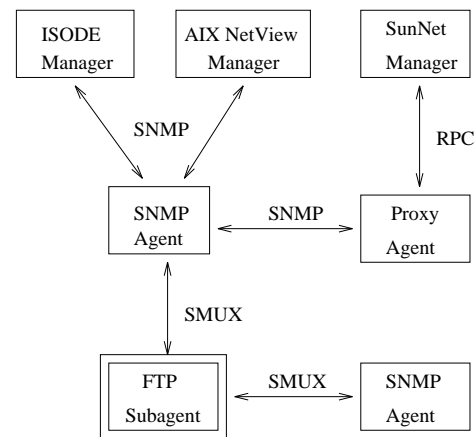 ISODE
Manager
AIX NetView
Manager
SunNet
Manager
SNMP
RPC
SNMP
Agent
SNMP
Proxy
Agent
SMUX
FTP
Subagent
SMUX
SNMP
Agent